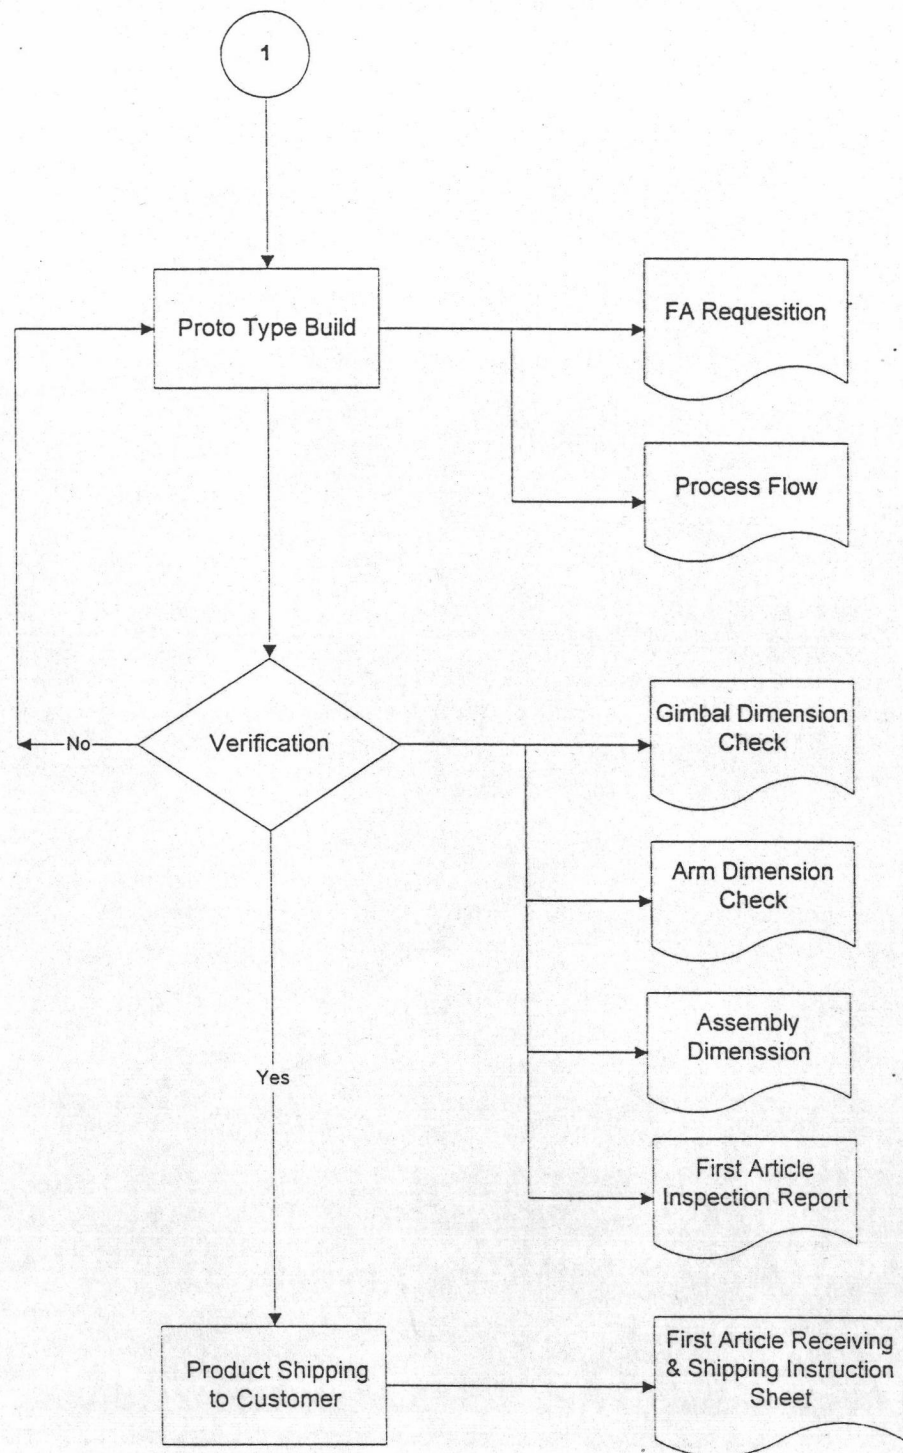 1
Proto Type Build
FA Requesition
Process Flow
Verification
No
Gimbal Dimension
Check
Arm Dimension
Check
Assembly
Dimenssion
Yes
First Article
Inspection Report
Product Shipping
to Customer
First Article Receiving
& Shipping Instruction
Sheet